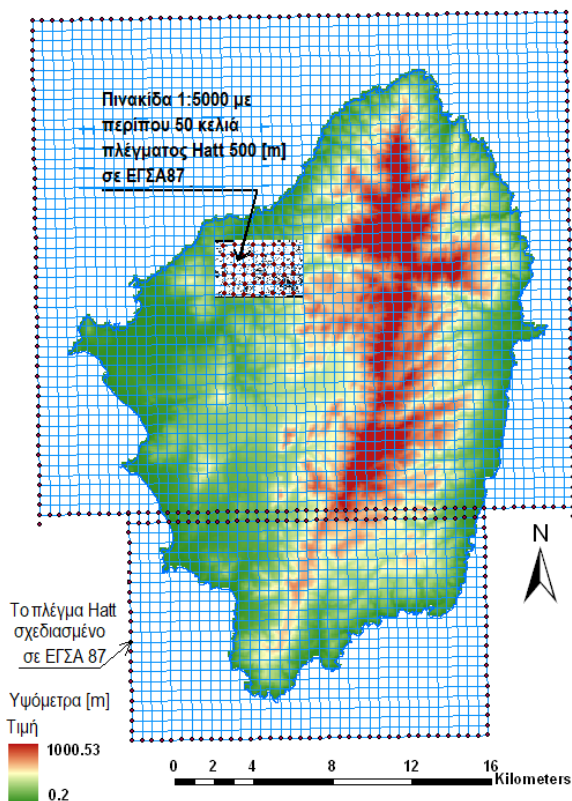 Πινακίδα 1:5000 με
περίπου 50 κελιά
πλέγματος Hatt 500 [m]
σε ΕΓΣΑ87
N
Το πλέγμα Hatt
σχεδιασμένο
σε ΕΓΣΑ 87
Υψόμετρα [m]
Τιμή
1000.53
0.2
0 2 4 8 12 16
Kilometers